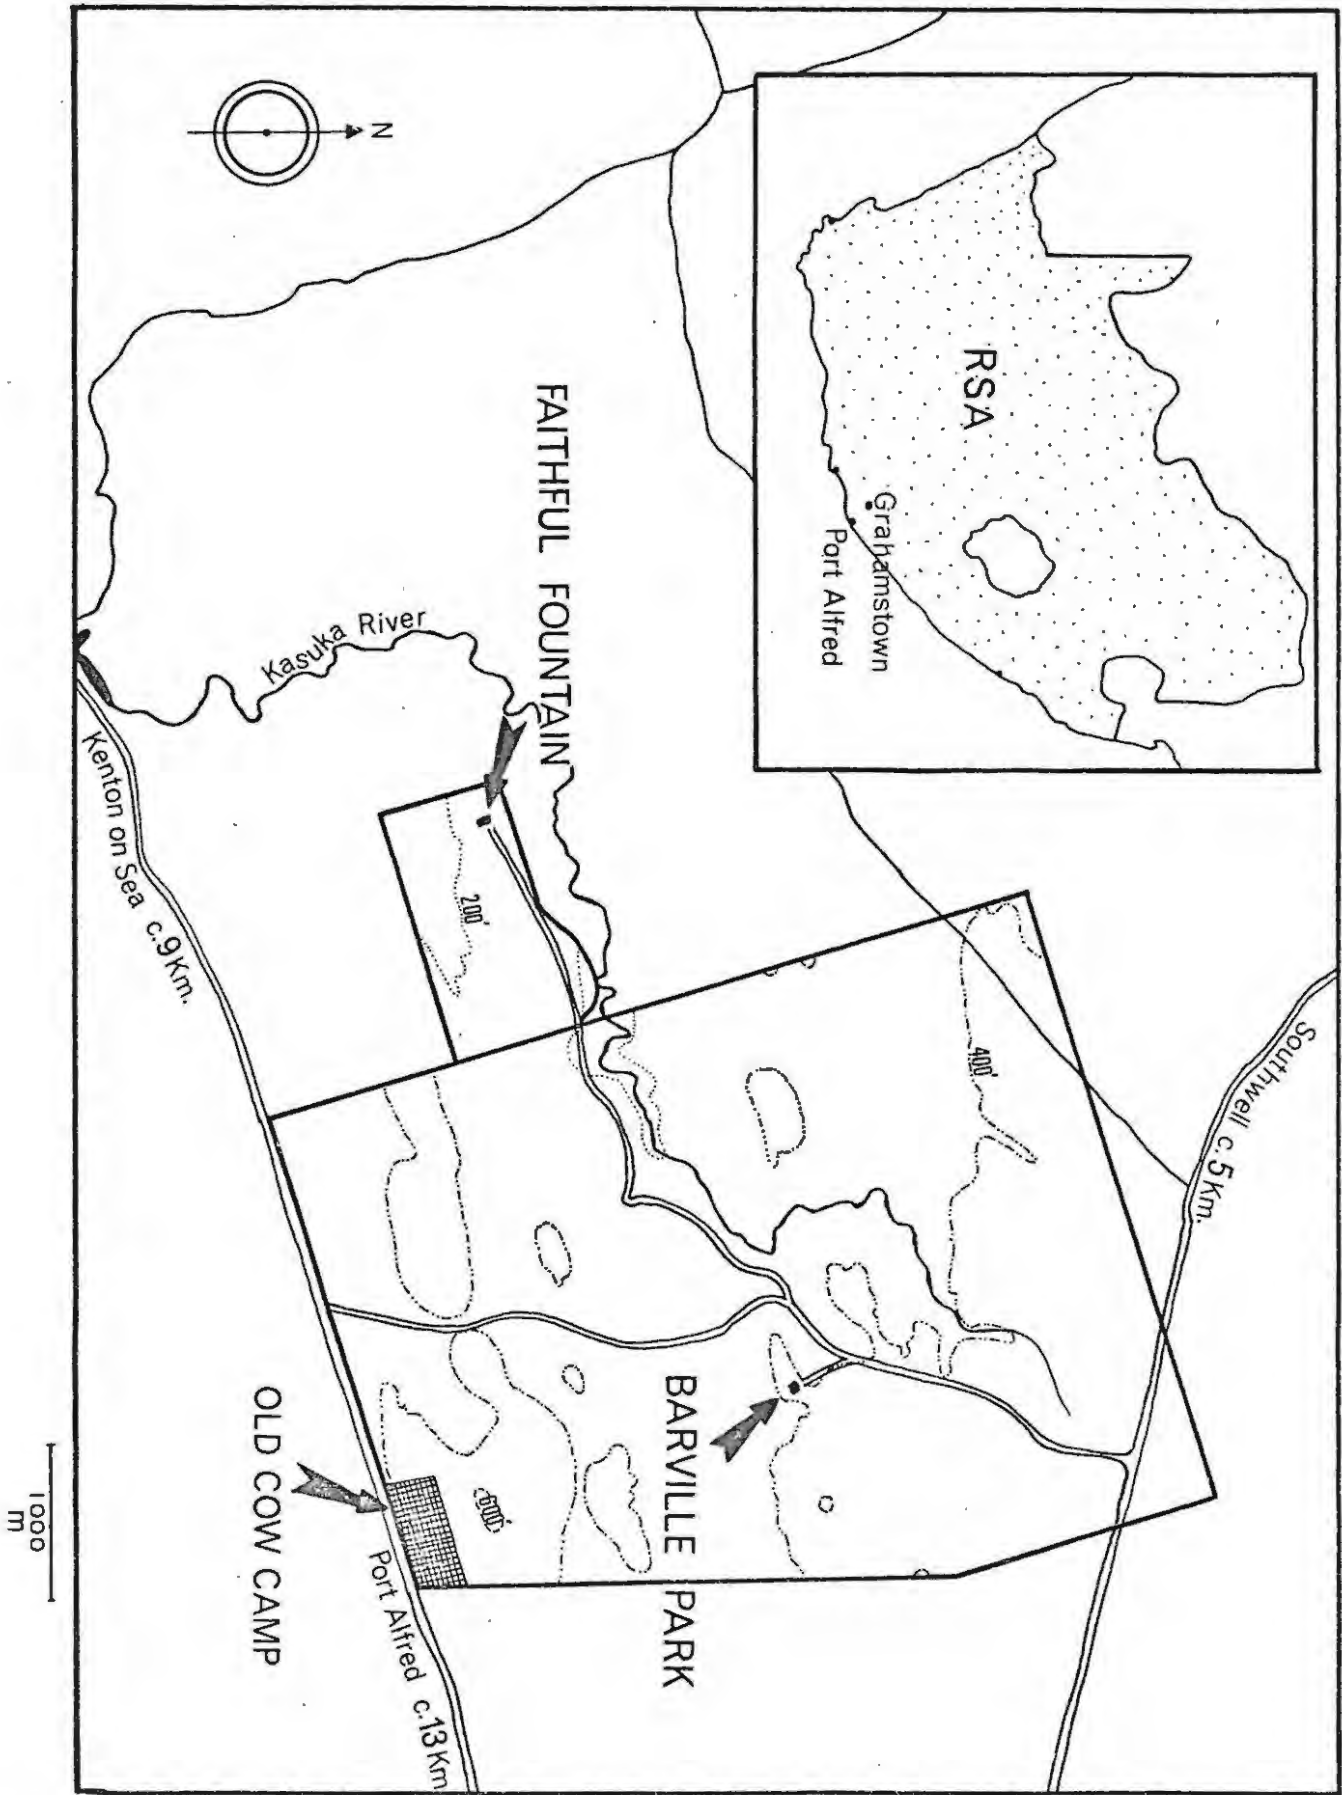 RSA
Grahamstown
Port Alfred
N
Southwell c.5Km.
400'
FAITHFUL FOUNTAIN
Kasuka River
200'
BARVILLE PARK
600'
Kenton on Sea c.9Km.
OLD COW CAMP
Port Alfred c.13Km
1000
m